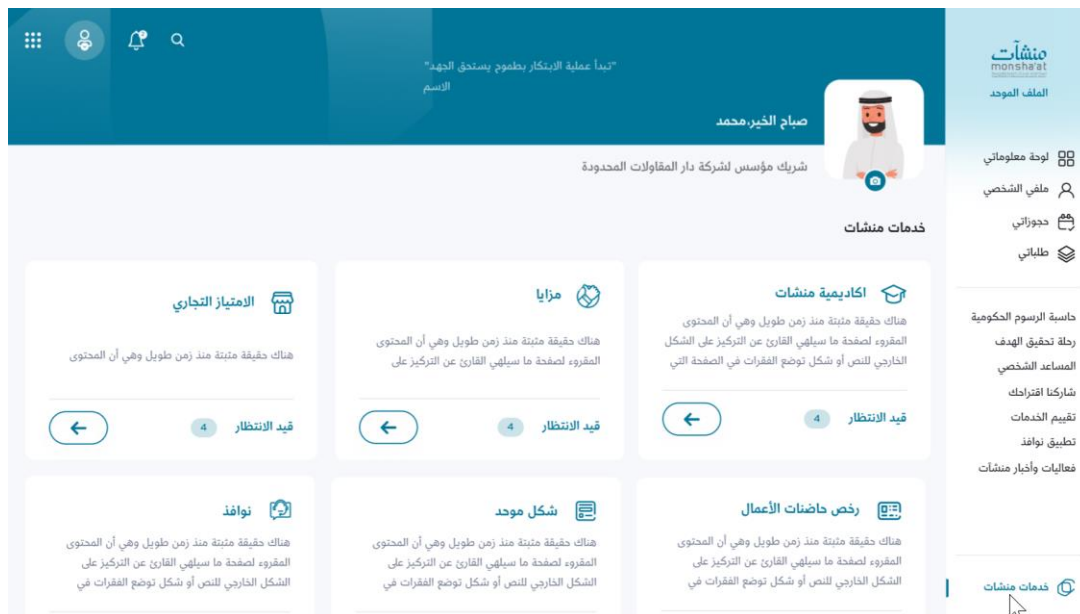 منشآت
monsha'at
الملف الموحد
لوحة معلوماتي
ملفي الشخصي
حجوزاتي
طلباتي
حاسبة الرسوم الحكومية
رحلة تحقيق الهدف
المساعد الشخصي
شاركنا اقتراحك
تقييم الخدمات
تطبيق نوافذ
فعاليات وأخبار منشآت
خدمات منشات
"تبدأ عملية الابتكار بطموح يستحق الجهد"
الاسم
صباح الخير،محمد
شريك مؤسس لشركة دار المقاولات المحدودة
خدمات منشات
اكاديمية منشات
هناك حقيقة مثبتة منذ زمن طويل وهي أن المحتوى
المقروء لصفحة ما سيلهي القارئ عن التركيز على الشكل
الخارجي للنص أو شكل توضع الفقرات في الصفحة التي
قيد الانتظار 4
مزايا
هناك حقيقة مثبتة منذ زمن طويل وهي أن المحتوى
المقروء لصفحة ما سيلهي القارئ عن التركيز على
قيد الانتظار 4
الامتياز التجاري
هناك حقيقة مثبتة منذ زمن طويل وهي أن المحتوى
قيد الانتظار 4
رخص حاضنات الأعمال
هناك حقيقة مثبتة منذ زمن طويل وهي أن المحتوى
المقروء لصفحة ما سيلهي القارئ عن التركيز على
الشكل الخارجي للنص أو شكل توضع الفقرات في
شكل موحد
هناك حقيقة مثبتة منذ زمن طويل وهي أن المحتوى
المقروء لصفحة ما سيلهي القارئ عن التركيز على
الشكل الخارجي للنص أو شكل توضع الفقرات في
نوافذ
هناك حقيقة مثبتة منذ زمن طويل وهي أن المحتوى
المقروء لصفحة ما سيلهي القارئ عن التركيز على
الشكل الخارجي للنص أو شكل توضع الفقرات في